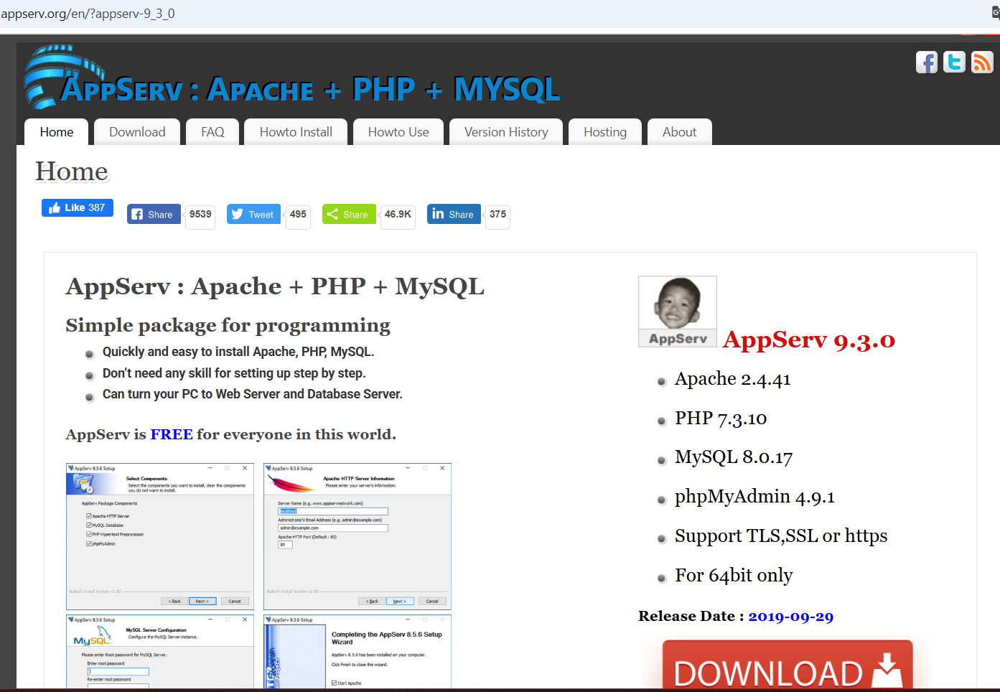 appserv.org/en/?appserv-9_3_0
AppServ : Apache + PHP + MYSQL
Home
Download
FAQ
Howto Install
Howto Use
Version History
Hosting
About
Home
Like 387
Share 9539
Tweet 495
Share 46.9K
Share 375
AppServ : Apache + PHP + MySQL
Simple package for programming
Quickly and easy to install Apache, PHP, MySQL.
Don’t need any skill for setting up step by step.
Can turn your PC to Web Server and Database Server.
AppServ is FREE for everyone in this world.
AppServ 8.5.6 Setup
Select Components
Select the components you want to install, clear the components
you do not want to install.
AppServ Package Components
Apache HTTP Server
MySQL Database
PHP Hypertext Preprocessor
phpMyAdmin
Nullsoft Install System v2.50
< Back
Next >
Cancel
AppServ 8.5.6 Setup
Apache HTTP Server Information
Please enter your server's information.
Server Name (e.g. www.appservnetwork.com)
localhost
Administrator's Email Address (e.g. admin@example.com)
admin@example.com
Apache HTTP Port (Default : 80)
80
Nullsoft Install System v2.50
< Back
Next >
Cancel
AppServ 8.5.6 Setup
MySQL
MySQL Server Configuration
Configure the MySQL Server instance.
Please enter Root password for MySQL Server.
Enter root password
Re-enter root password
AppServ 8.5.6 Setup
Completing the AppServ 8.5.6 Setup
Wizard
AppServ 8.5.6 has been installed on your computer.
Click Finish to close this wizard.
Start Apache
AppServ
AppServ 9.3.0
Apache 2.4.41
PHP 7.3.10
MySQL 8.0.17
phpMyAdmin 4.9.1
Support TLS,SSL or https
For 64bit only
Release Date : 2019-09-29
DOWNLOAD